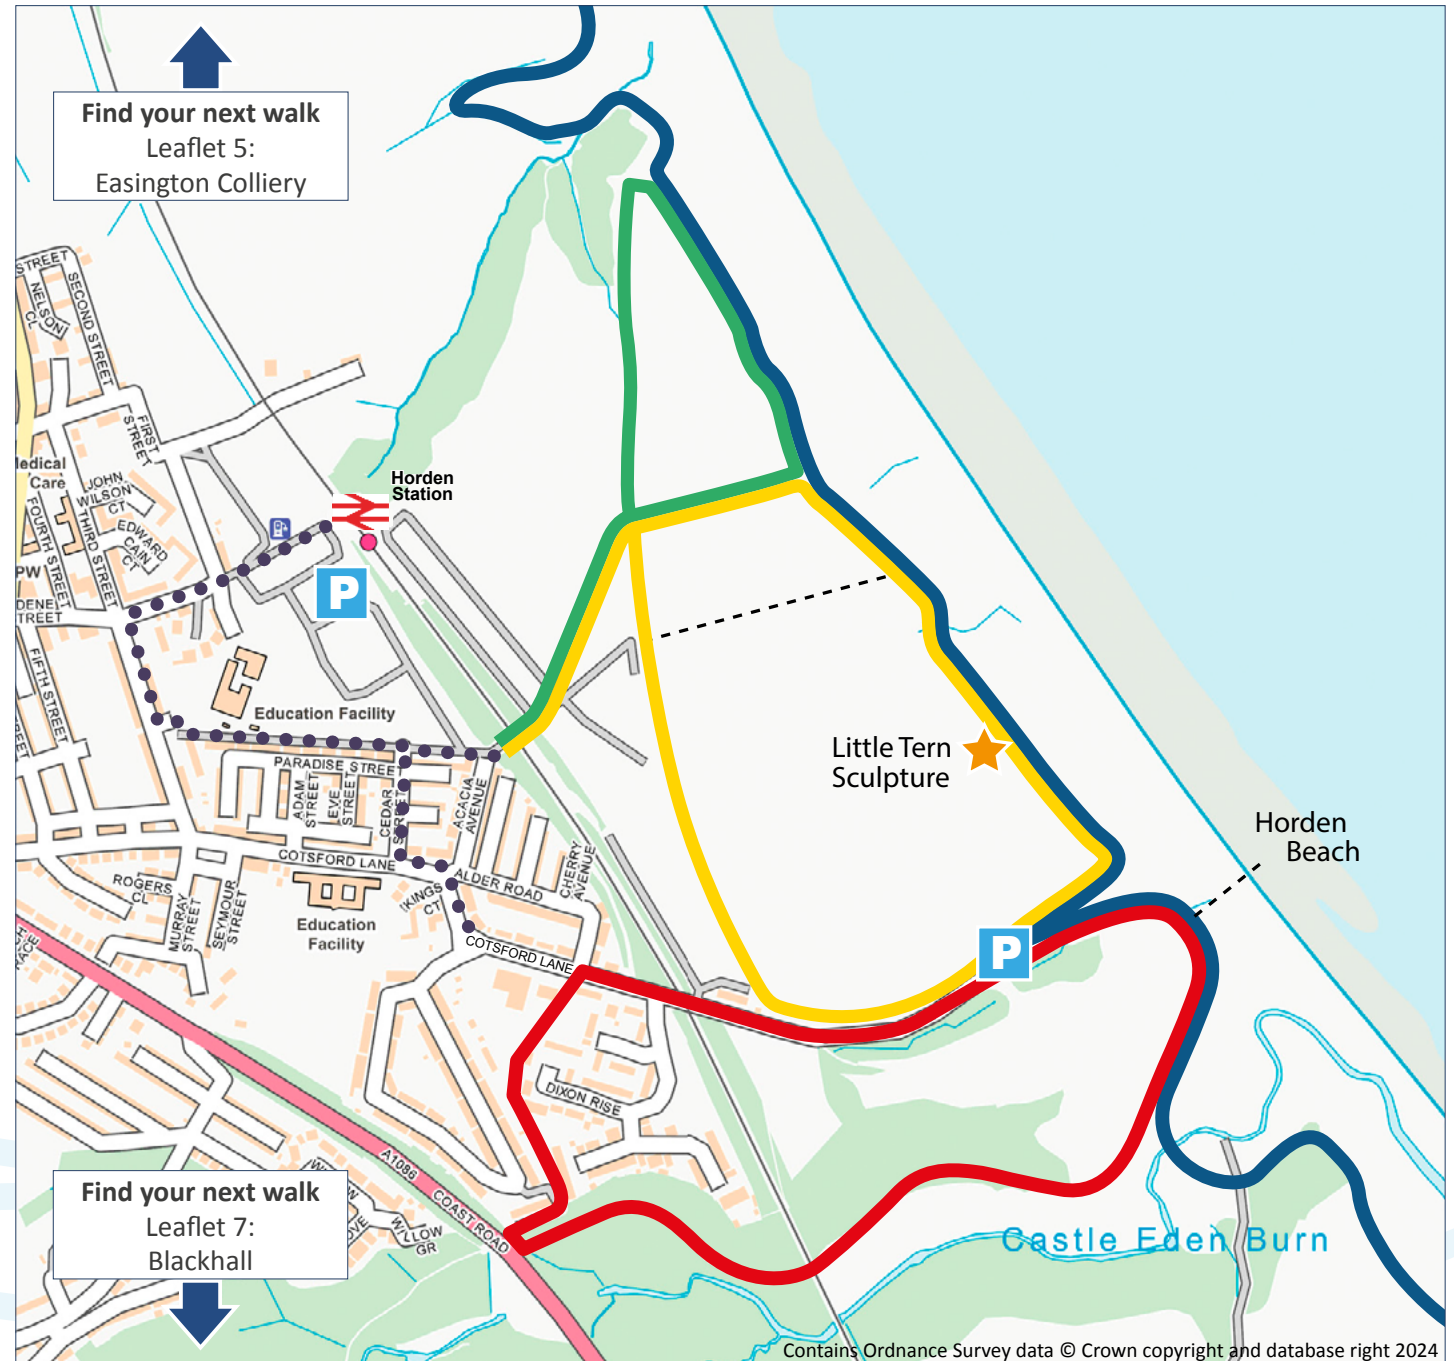 Find your next walk
Leaflet 5:
Easington Colliery
STREET
NELSON
CL
SECOND STREET
FIRST
STREET
Medical
Care
JOHN
WILSON
CT
FOURTH STREET
THIRD STREET
EDWARD
CAIN
CT
PW
DENE
STREET
FIFTH STREET
Horden
Station
P
Education Facility
PARADISE STREET
ADAM
STREET
EVE
STREET
CEDAR
STREET
ACACIA
AVENUE
COTSFORD LANE
ALDER ROAD
CHERRY
AVENUE
KINGS
CT
ROGERS
CL
MURRAY
STREET
SEYMOUR
STREET
Education
Facility
COTSFORD LANE
Little Tern
Sculpture
Horden
Beach
P
DIXON RISE
A1086
COAST ROAD
WILLOW
GR
Castle Eden Burn
Find your next walk
Leaflet 7:
Blackhall
Contains Ordnance Survey data © Crown copyright and database right 2024